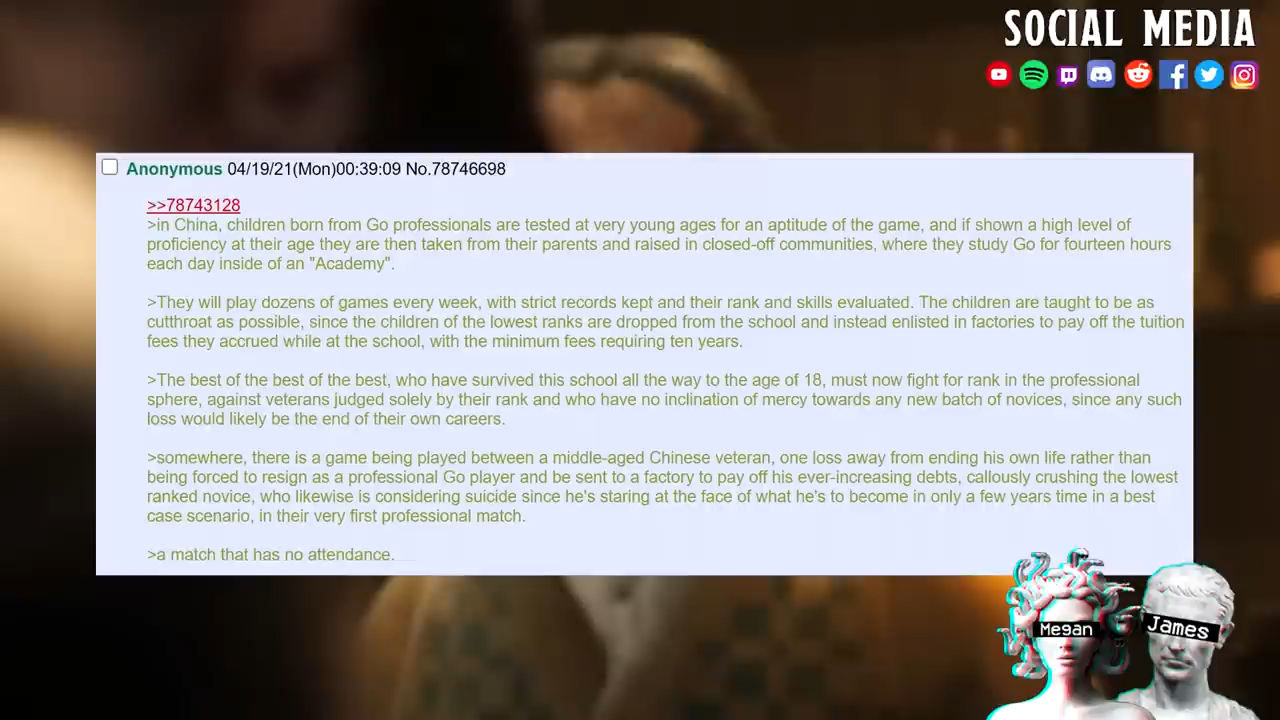 SOCIAL MEDIA
Anonymous 04/19/21(Mon)00:39:09 No.78746698
>>78743128
>in China, children born from Go professionals are tested at very young ages for an aptitude of the game, and if shown a high level of
proficiency at their age they are then taken from their parents and raised in closed-off communities, where they study Go for fourteen hours
each day inside of an "Academy".
>They will play dozens of games every week, with strict records kept and their rank and skills evaluated. The children are taught to be as
cutthroat as possible, since the children of the lowest ranks are dropped from the school and instead enlisted in factories to pay off the tuition
fees they accrued while at the school, with the minimum fees requiring ten years.
>The best of the best of the best, who have survived this school all the way to the age of 18, must now fight for rank in the professional
sphere, against veterans judged solely by their rank and who have no inclination of mercy towards any new batch of novices, since any such
loss would likely be the end of their own careers.
>somewhere, there is a game being played between a middle-aged Chinese veteran, one loss away from ending his own life rather than
being forced to resign as a professional Go player and be sent to a factory to pay off his ever-increasing debts, callously crushing the lowest
ranked novice, who likewise is considering suicide since he's staring at the face of what he's to become in only a few years time in a best
case scenario, in their very first professional match.
>a match that has no attendance.
Megan
James